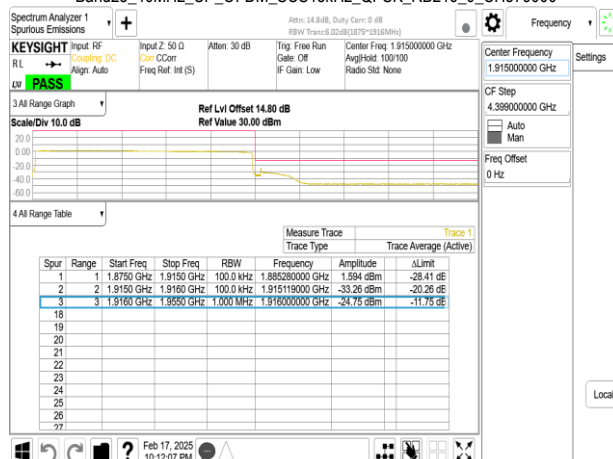 Spectrum Analyzer 1
Spurious Emissions
Attn: 14.8dB, Duty Corr: 0 dB
RBW Trans:6.02dB(1875~1916MHz)
Frequency
Settings
KEYSIGHT
RL
PASS
Input: RF
Coupling: DC
Align: Auto
Input Z: 50 Ω
Corr CCorr
Freq Ref: Int (S)
Atten: 30 dB
Trig: Free Run
Gate: Off
IF Gain: Low
Center Freq: 1.915000000 GHz
Avg|Hold: 100/100
Radio Std: None
Center Frequency
1.915000000 GHz
CF Step
4.399000000 GHz
Auto
Man
Freq Offset
0 Hz
3 All Range Graph
Scale/Div 10.0 dB
Ref Lvl Offset 14.80 dB
Ref Value 30.00 dBm
20.0
0.00
-20.0
-40.0
-60.0
4 All Range Table
Measure Trace Trace 1
Trace Type Trace Average (Active)
Spur Range Start Freq Stop Freq RBW Frequency Amplitude ΔLimit
1 1 1.8750 GHz 1.9150 GHz 100.0 kHz 1.885280000 GHz 1.594 dBm -28.41 dB
2 2 1.9150 GHz 1.9160 GHz 100.0 kHz 1.915119000 GHz -33.26 dBm -20.26 dB
3 3 1.9160 GHz 1.9550 GHz 1.000 MHz 1.916000000 GHz -24.75 dBm -11.75 dB
18
19
20
21
22
23
24
25
26
27
Local
?
Feb 17, 2025
10:12:07 PM